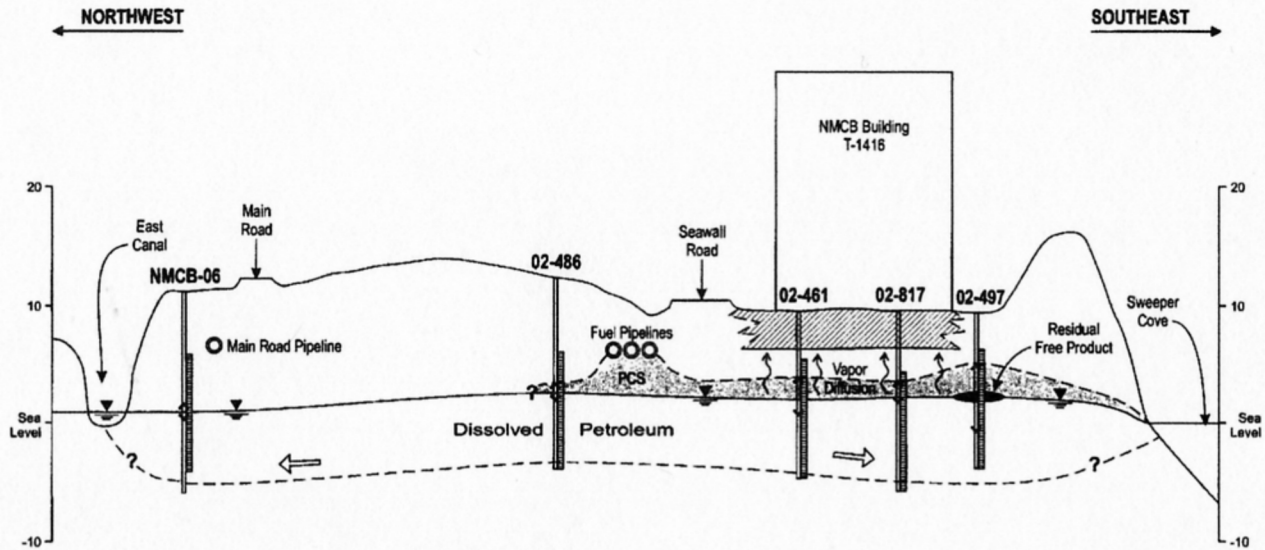 NORTHWEST
SOUTHEAST
NMCB Building
T-1416
20
20
East
Canal
Main
Road
Seawall
Road
NMCB-06
02-486
02-461
02-817
02-497
Sweeper
Cove
10
10
Main Road Pipeline
Fuel Pipelines
PCS
Residual
Free Product
Vapor
Diffusion
?
Sea
Level
Sea
Level
Dissolved
Petroleum
?
?
-10
-10